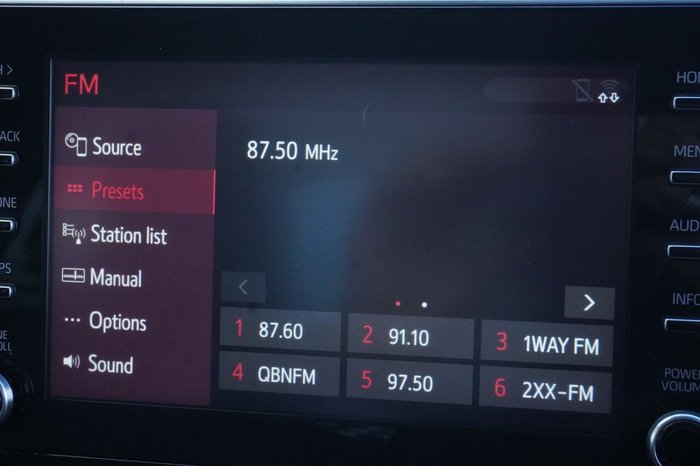 FM
Source
Presets
Station list
Manual
Options
Sound
87.50 MHz
1 87.60
2 91.10
3 1WAY FM
4 QBNFM
5 97.50
6 2XX-FM
ACK
ONE
PS
HOM
MEN
AUD
INFO
POWER
VOLUM